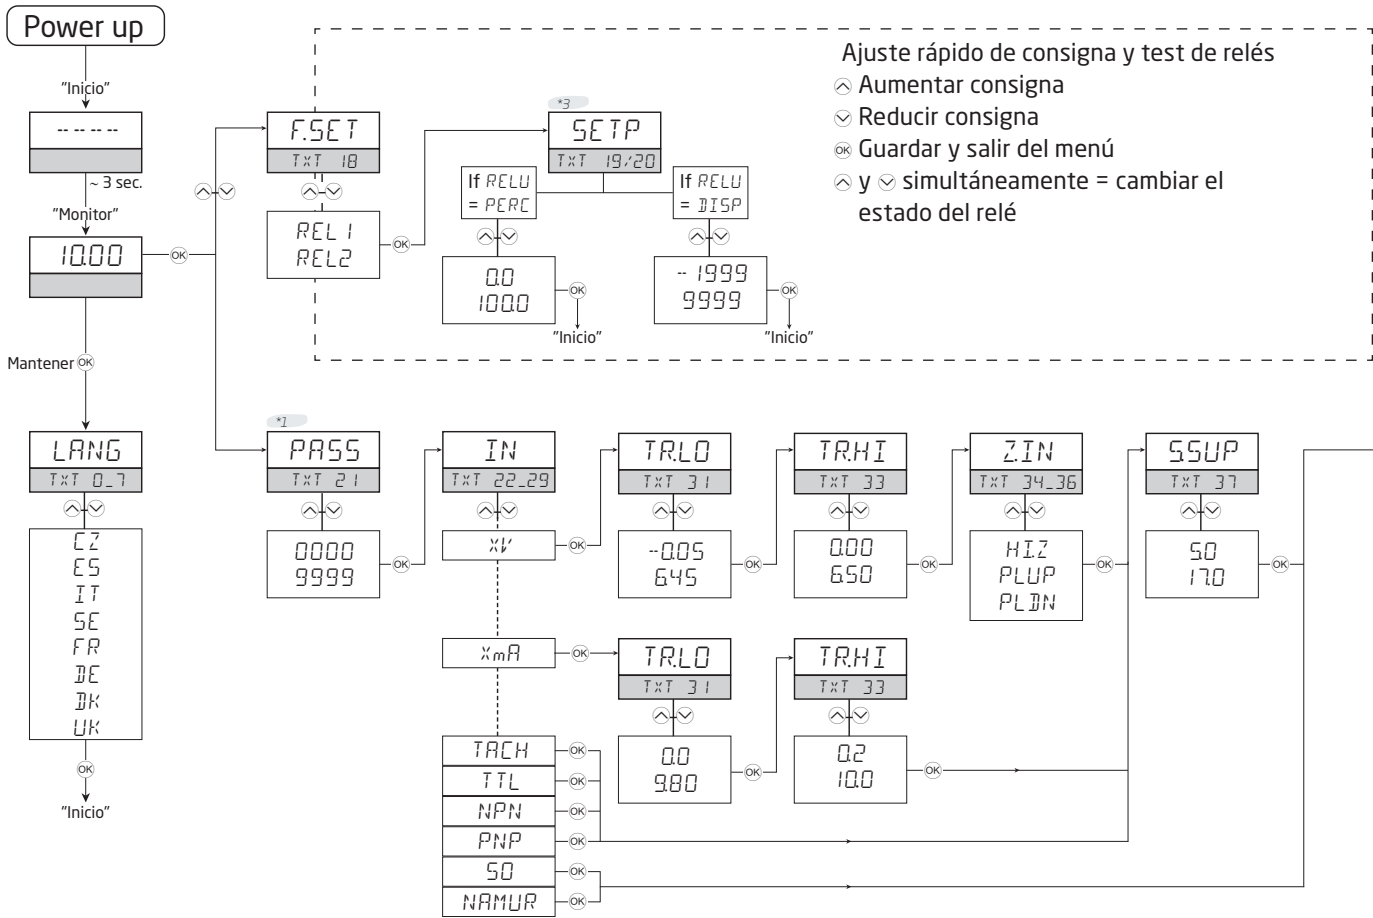 Power up
"Inicio"
-- -- -- --
~ 3 sec.
"Monitor"
10.00
OK
Mantener OK
LANG
TXT 0_7
CZ
ES
IT
SE
FR
DE
DK
UK
OK
"Inicio"
F.SET
TXT 18
REL1
REL2
OK
*3
SETP
TXT 19/20
If RELU
= PERC
0.0
100.0
OK
"Inicio"
If RELU
= DISP
-1999
9999
OK
"Inicio"
Ajuste rápido de consigna y test de relés
Aumentar consigna
Reducir consigna
OK Guardar y salir del menú
y simultáneamente = cambiar el
estado del relé
*1
PASS
TXT 21
0000
9999
OK
IN
TXT 22_29
XV
OK
XmA
OK
TACH
OK
TTL
OK
NPN
OK
PNP
OK
S0
OK
NAMUR
OK
TR.LO
TXT 31
-0.05
6.45
OK
TR.HI
TXT 33
0.00
6.50
OK
Z.IN
TXT 34_36
HI.Z
PLUP
PLDN
OK
S.SUP
TXT 37
5.0
17.0
OK
TR.LO
TXT 31
0.0
9.80
OK
TR.HI
TXT 33
0.2
10.0
OK